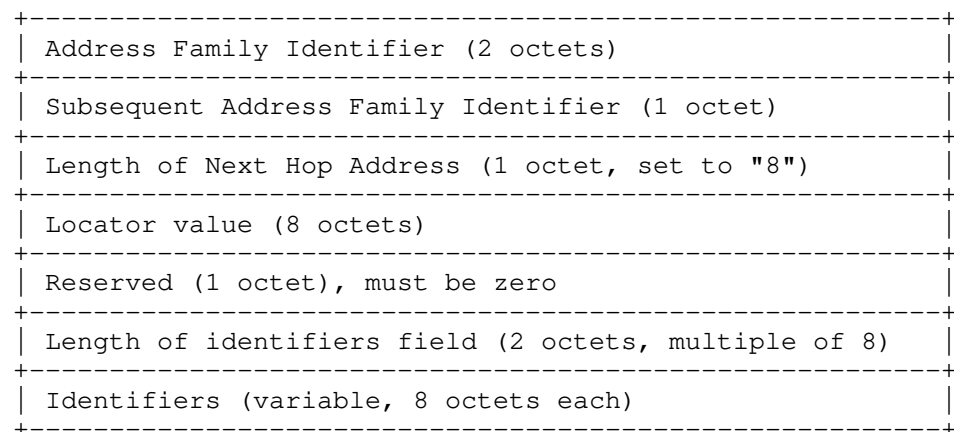 +---------------------------------------------------------+
| Address Family Identifier (2 octets)                    |
+---------------------------------------------------------+
| Subsequent Address Family Identifier (1 octet)          |
+---------------------------------------------------------+
| Length of Next Hop Address (1 octet, set to "8")        |
+---------------------------------------------------------+
| Locator value (8 octets)                                |
+---------------------------------------------------------+
| Reserved (1 octet), must be zero                        |
+---------------------------------------------------------+
| Length of identifiers field (2 octets, multiple of 8)   |
+---------------------------------------------------------+
| Identifiers (variable, 8 octets each)                   |
+---------------------------------------------------------+